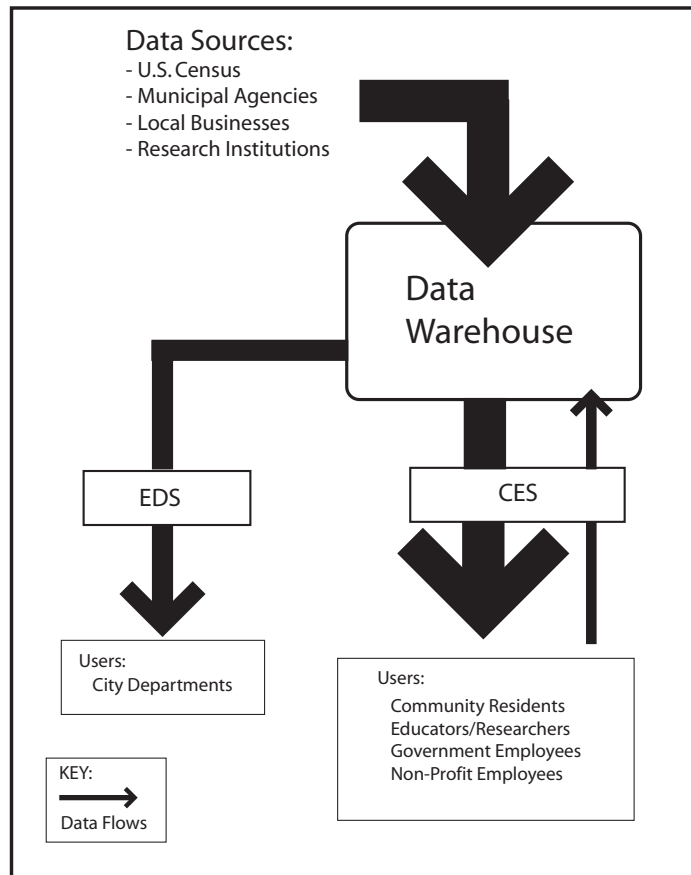 Data Sources:
- U.S. Census
- Municipal Agencies
- Local Businesses
- Research Institutions
Data
Warehouse
EDS
CES
Users:
City Departments
Users:
Community Residents
Educators/Researchers
Government Employees
Non-Profit Employees
KEY:
Data Flows